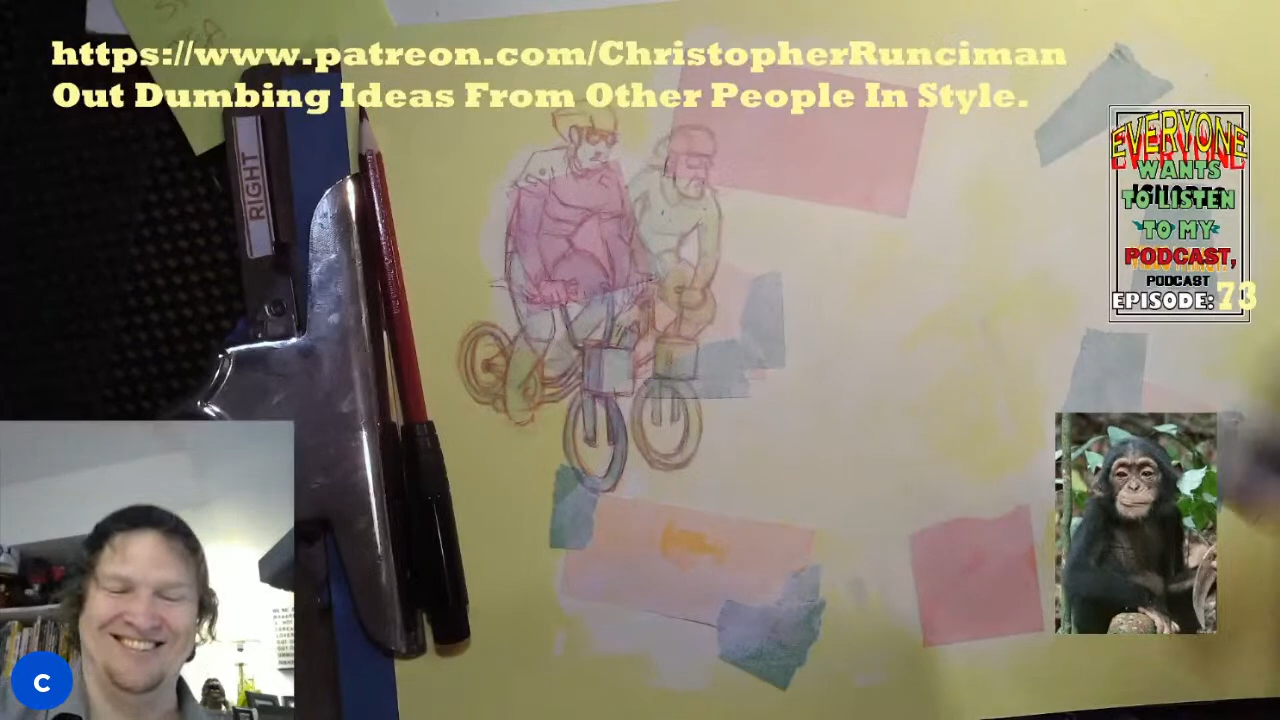 https://www.patreon.com/ChristopherRunciman
Out Dumbing Ideas From Other People In Style.
RIGHT
EVERYONE
WANTS
TO LISTEN
TO MY
PODCAST,
PODCAST
EPISODE:73
C